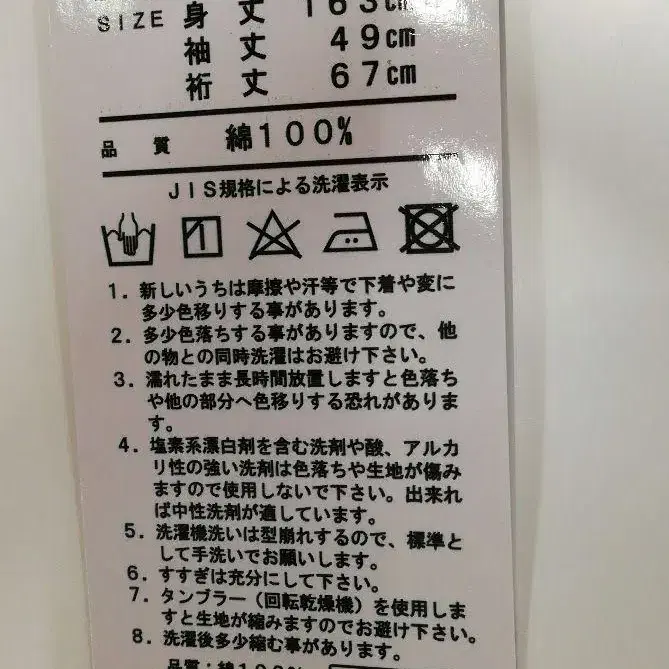 SIZE 身 丈 163cm
袖 丈 49cm
裄 丈 67cm
品 質 綿100%
JIS規格による洗濯表示
1. 新しいうちは摩擦や汗等で下着や変に
多少色移りする事があります。
2. 多少色落ちする事がありますので、他
の物との同時洗濯はお避け下さい。
3. 濡れたまま長時間放置しますと色落ち
や他の部分へ色移りする恐れがありま
す。
4. 塩素系漂白剤を含む洗剤や酸、アルカ
リ性の強い洗剤は色落ちや生地が傷み
ますので使用しないで下さい。出来れ
ば中性洗剤が適しています。
5. 洗濯機洗いは型崩れするので、標準と
して手洗いでお願いします。
6. すすぎは充分にして下さい。
7. タンブラー（回転乾燥機）を使用しま
すと生地が縮みますのでお避け下さい。
8. 洗濯後多少縮む事があります。
品質：綿100%